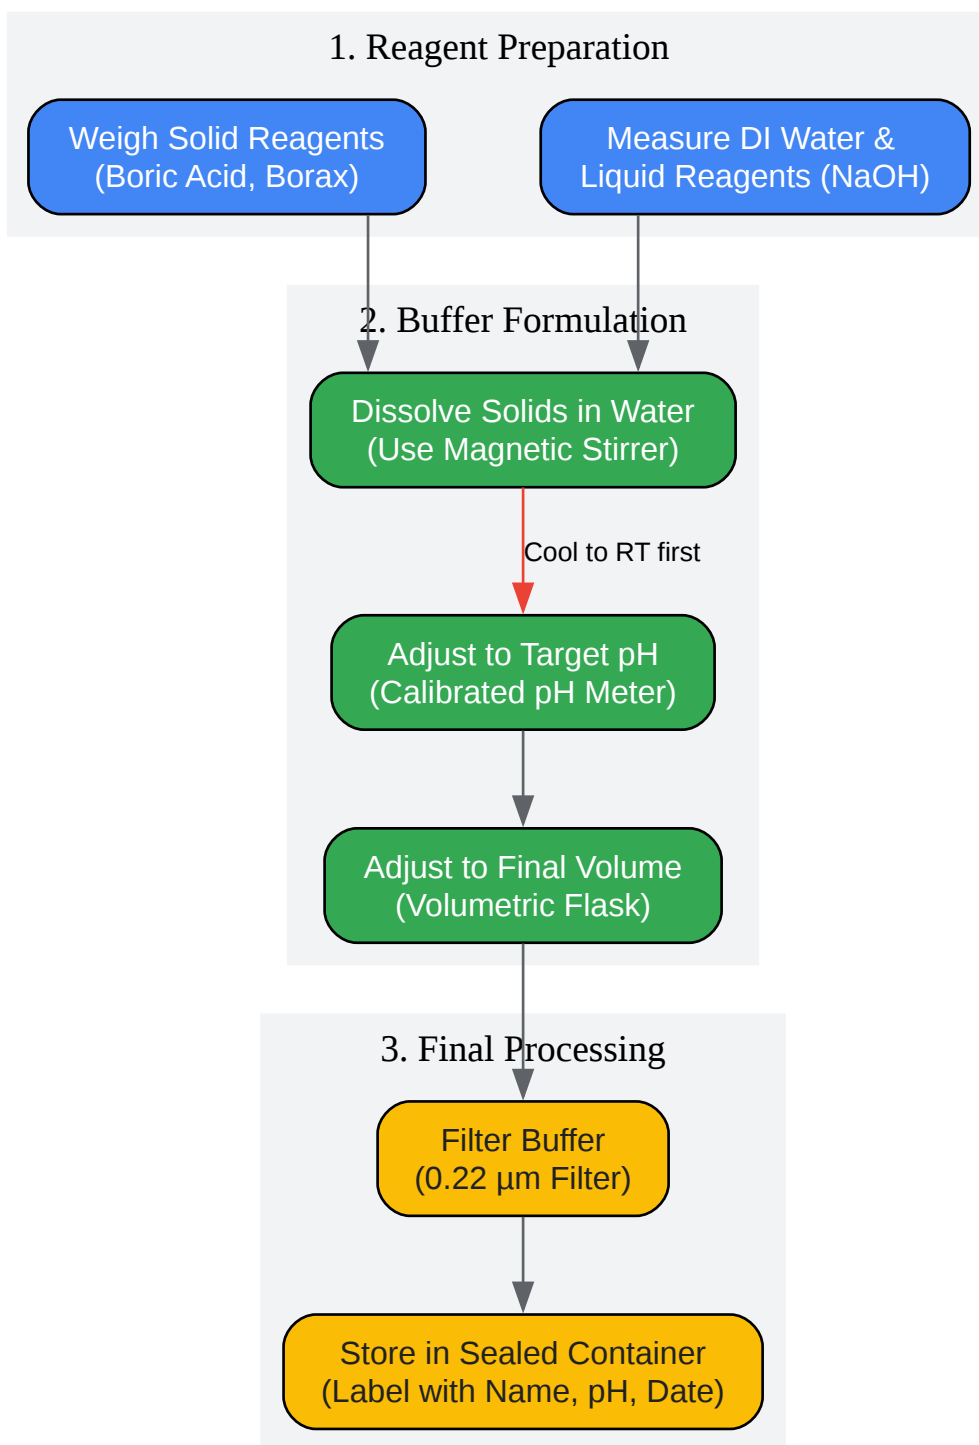 1. Reagent Preparation
Weigh Solid Reagents
(Boric Acid, Borax)
Measure DI Water &
Liquid Reagents (NaOH)
2. Buffer Formulation
Dissolve Solids in Water
(Use Magnetic Stirrer)
Cool to RT first
Adjust to Target pH
(Calibrated pH Meter)
Adjust to Final Volume
(Volumetric Flask)
3. Final Processing
Filter Buffer
(0.22 µm Filter)
Store in Sealed Container
(Label with Name, pH, Date)